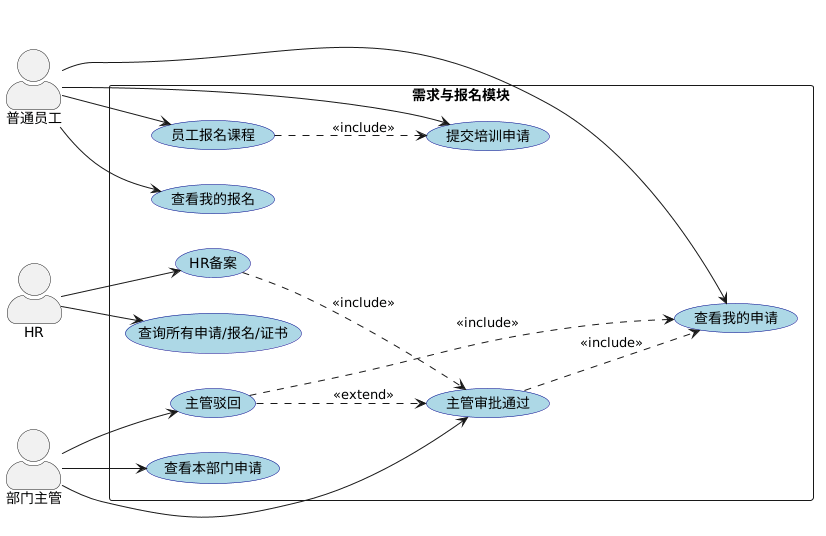 需求与报名模块
普通员工
员工报名课程
«include»
提交培训申请
查看我的报名
HR备案
HR
«include»
查询所有申请/报名/证书
«include»
查看我的申请
«include»
主管驳回
«extend»
主管审批通过
查看本部门申请
部门主管